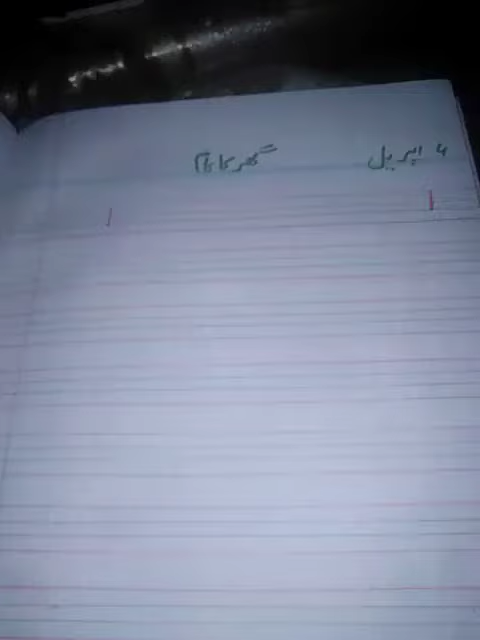 ۴ اپریل گھر کا کام
ا ا